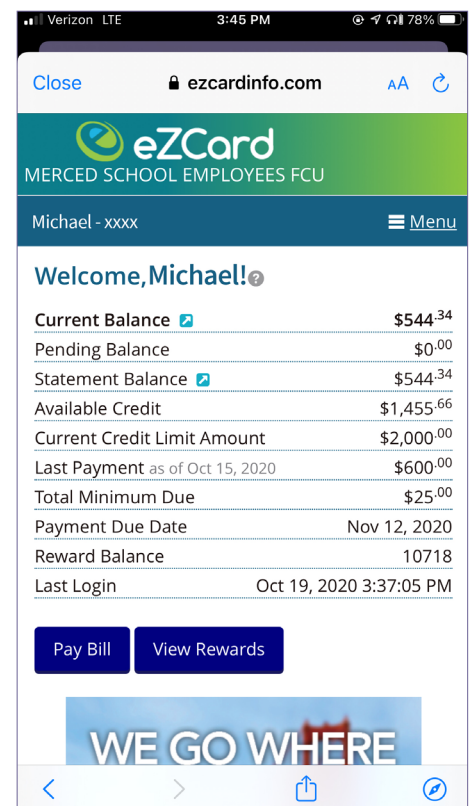 Verizon LTE 3:45 PM 78%
Close ezcardinfo.com AA
eZCard
MERCED SCHOOL EMPLOYEES FCU
Michael - xxxx Menu
Welcome,Michael!?
Current Balance $544.34
Pending Balance $0.00
Statement Balance $544.34
Available Credit $1,455.66
Current Credit Limit Amount $2,000.00
Last Payment as of Oct 15, 2020 $600.00
Total Minimum Due $25.00
Payment Due Date Nov 12, 2020
Reward Balance 10718
Last Login Oct 19, 2020 3:37:05 PM
Pay Bill View Rewards
WE GO WHERE